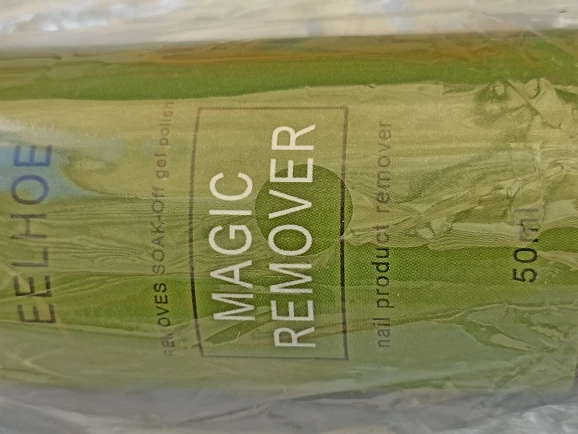 EELHOE
REMOVES SOAK-Off gel polish
MAGIC
REMOVER
nail product remover
50ml